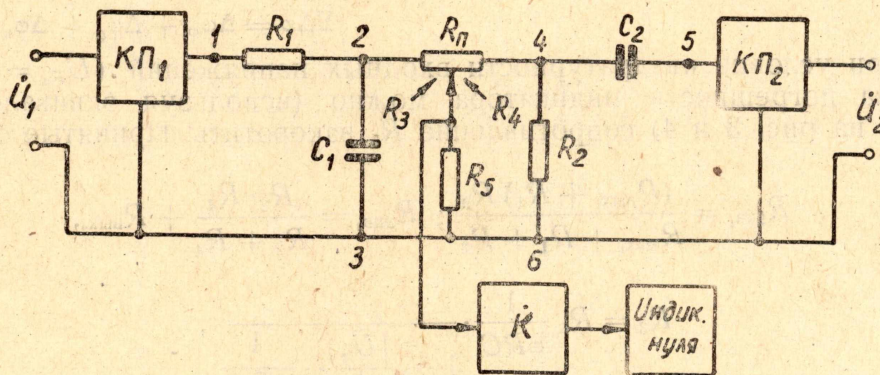 КП₁
1
R₁
2
Rп
4
C₂
5
КП₂
U̇₁
R₃
R₄
U̇₂
C₁
R₅
R₂
3
6
K̇
Индик.
нуля